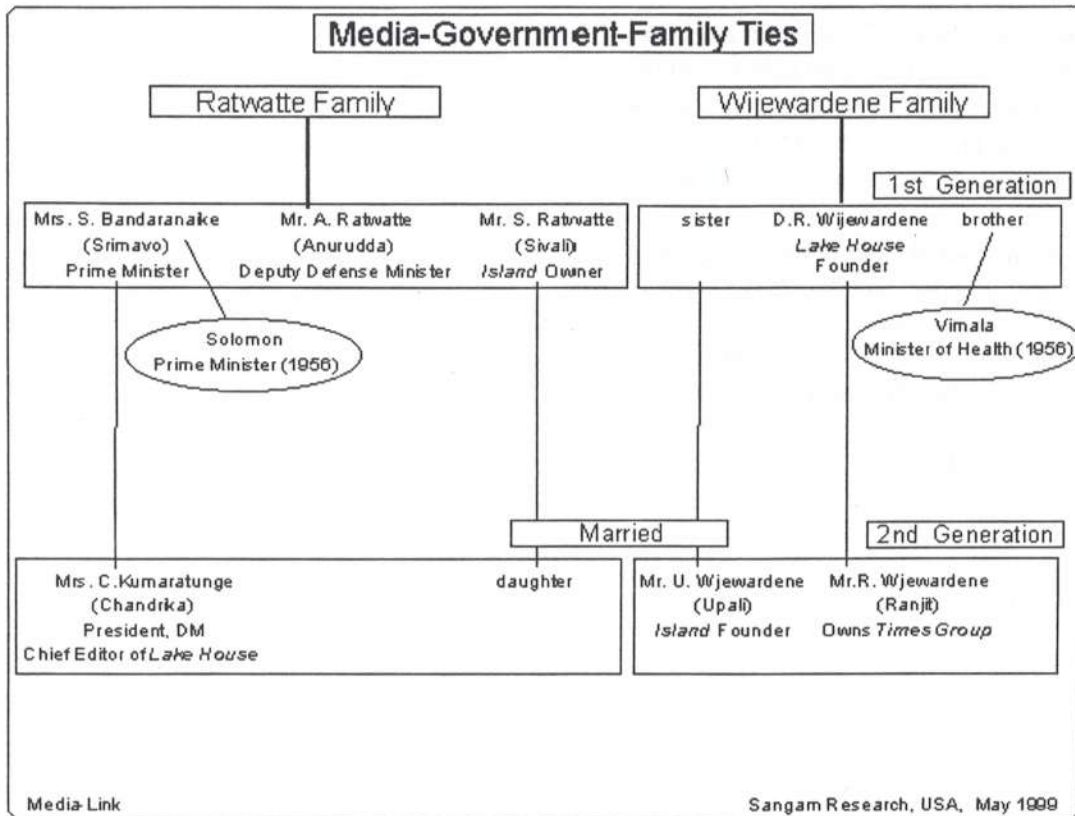 Media-Government-Family Ties
Ratwatte Family
Wijewardene Family
1st Generation
Mrs. S. Bandaranaike
(Srimavo)
Prime Minister
Mr. A. Ratwatte
(Anurudda)
Deputy Defense Minister
Mr. S. Ratwatte
(Sivali)
Island Owner
sister
D.R. Wijewardene
Lake House
Founder
brother
Solomon
Prime Minister (1956)
Vimala
Minister of Health (1956)
Married
2nd Generation
Mrs. C.Kumaratunge
(Chandrika)
President, DM
Chief Editor of Lake House
daughter
Mr. U. Wjewardene
(Upali)
Island Founder
Mr.R. Wjewardene
(Ranjit)
Owns Times Group
Media-Link
Sangam Research, USA, May 1999